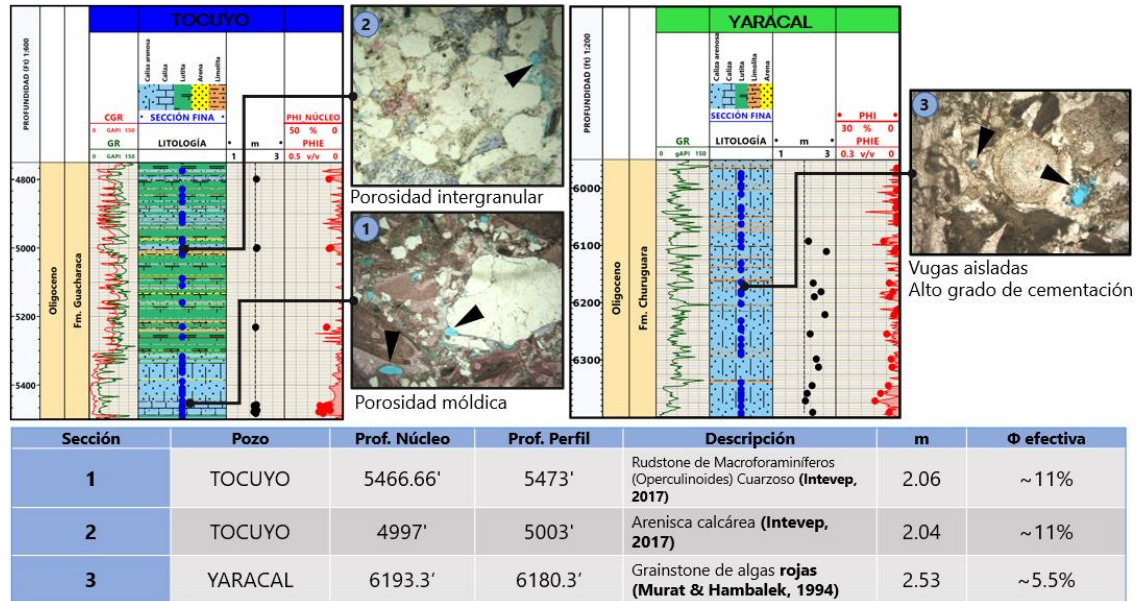 TOCUYO
PROFUNDIDAD (Ft) 1:600
Caliza arenosa
Caliza
Lutita
Arena
Limolita
SECCIÓN FINA
CGR
0 GAPI 150
GR
0 GAPI 150
LITOLOGÍA
m
1 3
PHI_NÚCLEO
50 % 0
PHIE
0.5 v/v 0
4800
5000
5200
5400
Oligoceno
Fm. Guacharaca
2
Porosidad intergranular
1
Porosidad móldica
YARACAL
PROFUNDIDAD (ft) 1:200
Caliza arenosa
Caliza
Lutita
Limolita
Arena
SECCIÓN FINA
GR
0 gAPI 150
LITOLOGÍA
m
1 3
PHI
30 % 0
PHIE
0.3 v/v 0
6000
6100
6200
6300
Oligoceno
Fm. Churuguara
3
Vugas aisladas
Alto grado de cementación
Sección Pozo Prof. Núcleo Prof. Perfil Descripción m Φ efectiva
1 TOCUYO 5466.66' 5473' Rudstone de Macroforaminíferos
(Operculinoides) Cuarzoso (Intevep,
2017) 2.06 ~11%
2 TOCUYO 4997' 5003' Arenisca calcárea (Intevep,
2017) 2.04 ~11%
3 YARACAL 6193.3' 6180.3' Grainstone de algas rojas
(Murat & Hambalek, 1994) 2.53 ~5.5%